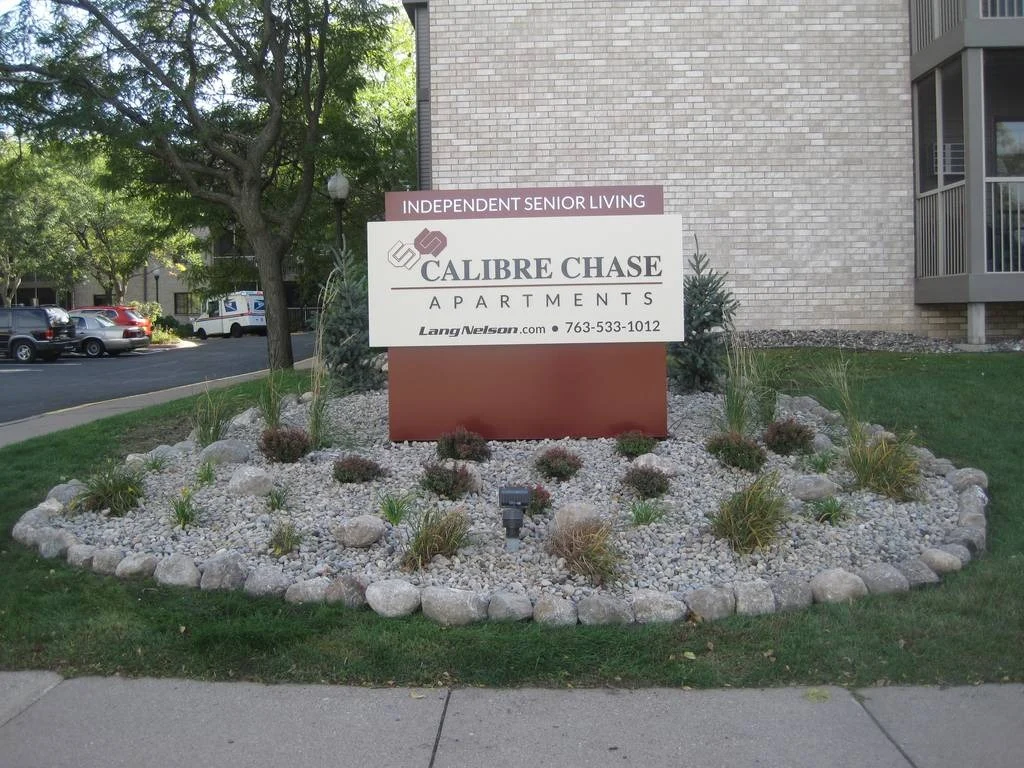 INDEPENDENT SENIOR LIVING
CALIBRE CHASE
APARTMENTS
LangNelson.com • 763-533-1012